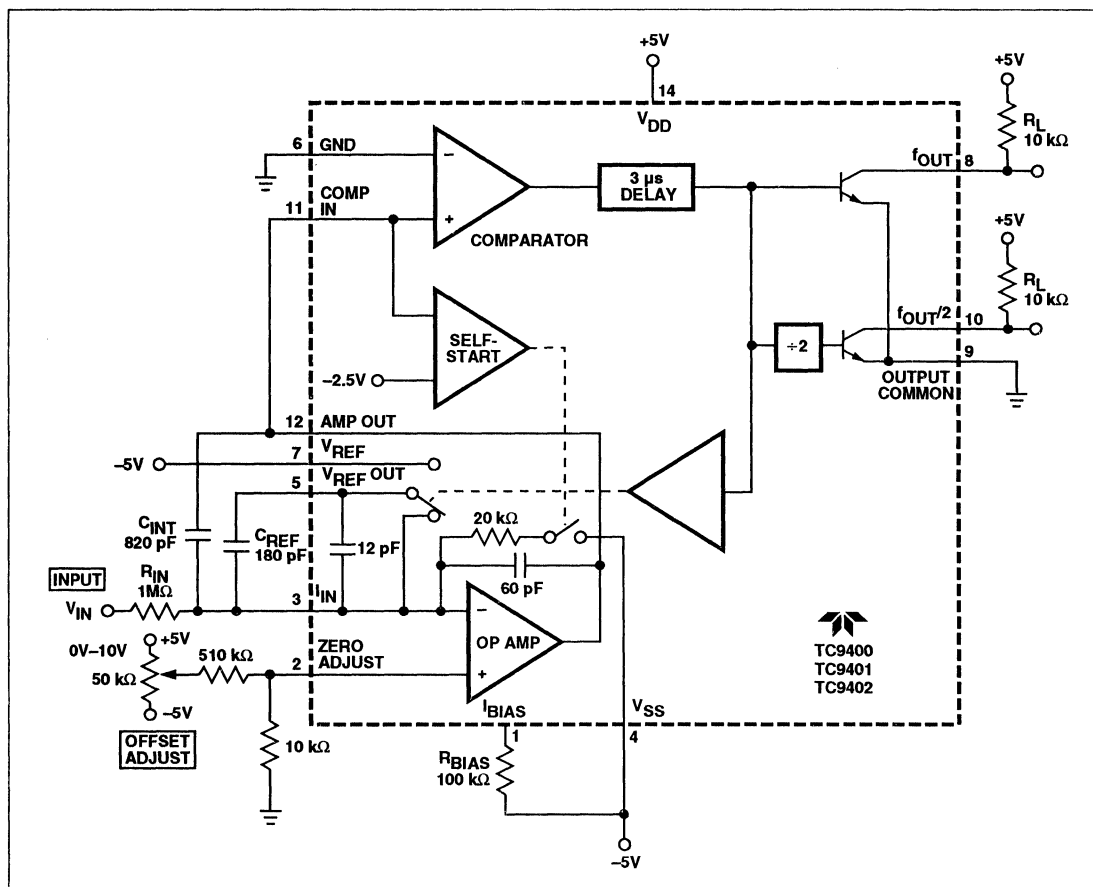 +5V
14
VDD
+5V
RL
10 kΩ
6 GND
fOUT 8
3 µs
DELAY
11 COMP
IN
COMPARATOR
+5V
RL
10 kΩ
SELF-
START
fOUT/2 10
÷2
9
–2.5V
OUTPUT
COMMON
12 AMP OUT
–5V
7 VREF
5 VREF OUT
20 kΩ
CINT
820 pF
CREF
180 pF
12 pF
60 pF
INPUT
RIN
1MΩ
VIN
3 IIN
–
OP AMP
+
0V–10V
+5V
50 kΩ
–5V
510 kΩ
2 ZERO
ADJUST
TC9400
TC9401
TC9402
OFFSET
ADJUST
10 kΩ
IBIAS
VSS
1
4
RBIAS
100 kΩ
–5V
–
+